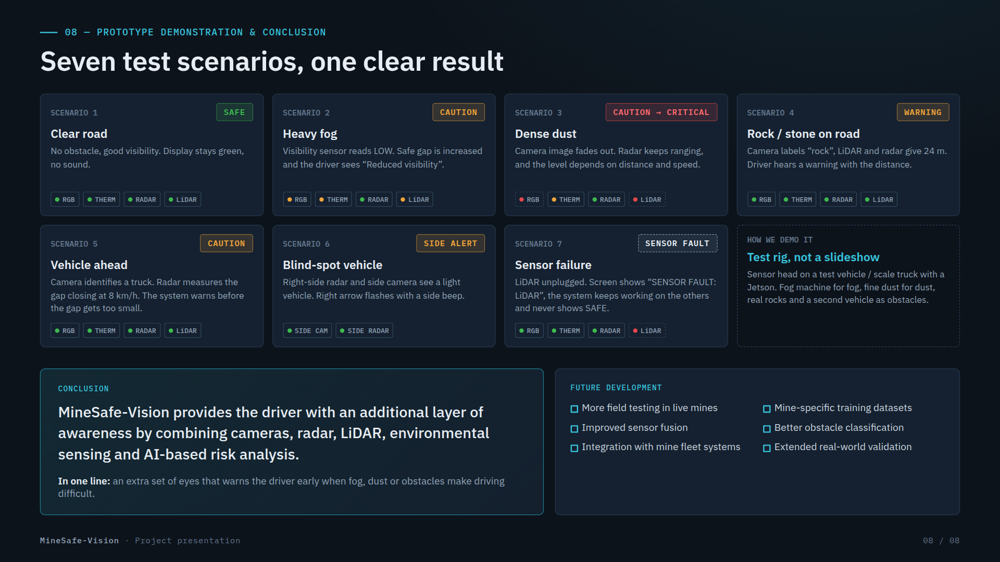 08 — PROTOTYPE DEMONSTRATION & CONCLUSION
Seven test scenarios, one clear result
SCENARIO 1
SAFE
Clear road
No obstacle, good visibility. Display stays green,
no sound.
RGB THERM RADAR LiDAR
SCENARIO 2
CAUTION
Heavy fog
Visibility sensor reads LOW. Safe gap is increased
and the driver sees “Reduced visibility”.
RGB THERM RADAR LiDAR
SCENARIO 3
CAUTION → CRITICAL
Dense dust
Camera image fades out. Radar keeps ranging,
and the level depends on distance and speed.
RGB THERM RADAR LiDAR
SCENARIO 4
WARNING
Rock / stone on road
Camera labels “rock”, LiDAR and radar give 24 m.
Driver hears a warning with the distance.
RGB THERM RADAR LiDAR
SCENARIO 5
CAUTION
Vehicle ahead
Camera identifies a truck. Radar measures the
gap closing at 8 km/h. The system warns before
the gap gets too small.
RGB THERM RADAR LiDAR
SCENARIO 6
SIDE ALERT
Blind-spot vehicle
Right-side radar and side camera see a light
vehicle. Right arrow flashes with a side beep.
SIDE CAM SIDE RADAR
SCENARIO 7
SENSOR FAULT
Sensor failure
LiDAR unplugged. Screen shows “SENSOR FAULT:
LiDAR”, the system keeps working on the others
and never shows SAFE.
RGB THERM RADAR LiDAR
HOW WE DEMO IT
Test rig, not a slideshow
Sensor head on a test vehicle / scale truck with a
Jetson. Fog machine for fog, fine dust for dust,
real rocks and a second vehicle as obstacles.
CONCLUSION
MineSafe-Vision provides the driver with an additional layer of
awareness by combining cameras, radar, LiDAR, environmental
sensing and AI-based risk analysis.
In one line: an extra set of eyes that warns the driver early when fog, dust or obstacles make driving
difficult.
FUTURE DEVELOPMENT
More field testing in live mines
Mine-specific training datasets
Improved sensor fusion
Better obstacle classification
Integration with mine fleet systems
Extended real-world validation
MineSafe-Vision · Project presentation
08 / 08